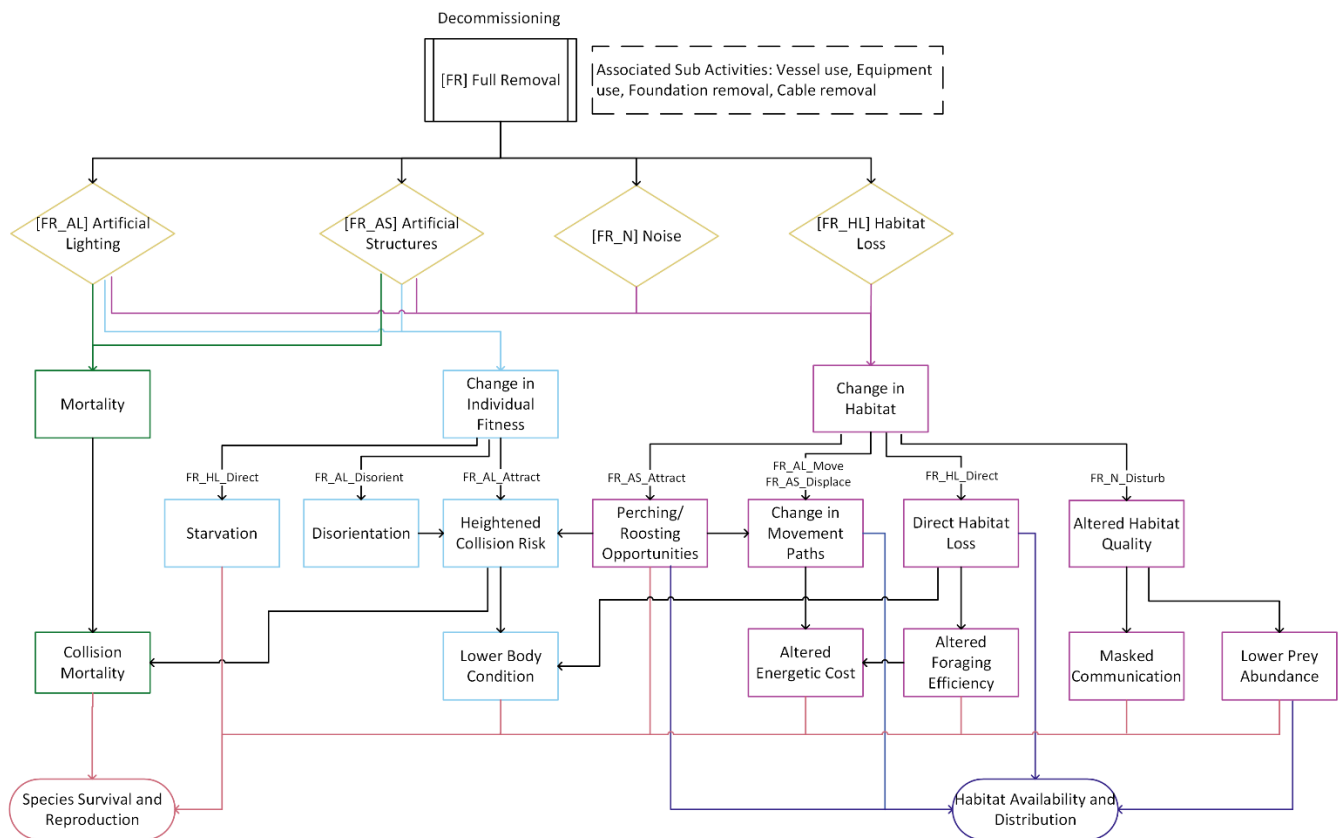 Decommissioning
[FR] Full Removal
Associated Sub Activities: Vessel use, Equipment
use, Foundation removal, Cable removal
[FR_AL] Artificial
Lighting
[FR_AS] Artificial
Structures
[FR_N] Noise
[FR_HL] Habitat
Loss
Mortality
Change in
Individual
Fitness
Change in
Habitat
FR_HL_Direct
FR_AL_Disorient
FR_AL_Attract
FR_AS_Attract
FR_AL_Move
FR_AS_Displace
FR_HL_Direct
FR_N_Disturb
Starvation
Disorientation
Heightened
Collision Risk
Perching/
Roosting
Opportunities
Change in
Movement
Paths
Direct Habitat
Loss
Altered Habitat
Quality
Collision
Mortality
Lower Body
Condition
Altered
Energetic Cost
Altered
Foraging
Efficiency
Masked
Communication
Lower Prey
Abundance
Species Survival and
Reproduction
Habitat Availability and
Distribution